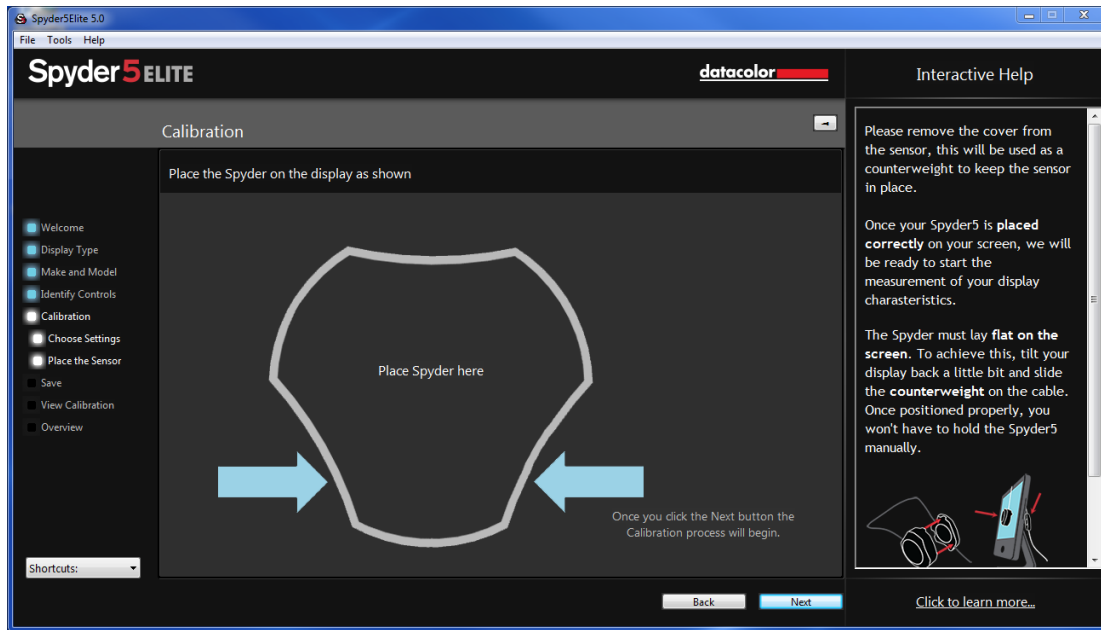 Spyder5Elite 5.0
File Tools Help
Spyder5ELITE
datacolor
Interactive Help
Calibration
Place the Spyder on the display as shown
Welcome
Display Type
Make and Model
Identify Controls
Calibration
Choose Settings
Place the Sensor
Save
View Calibration
Overview
Shortcuts:
Place Spyder here
Once you click the Next button the
Calibration process will begin.
Back
Next
Please remove the cover from
the sensor, this will be used as a
counterweight to keep the sensor
in place.
Once your Spyder5 is placed
correctly on your screen, we will
be ready to start the
measurement of your display
charasteristics.
The Spyder must lay flat on the
screen. To achieve this, tilt your
display back a little bit and slide
the counterweight on the cable.
Once positioned properly, you
won't have to hold the Spyder5
manually.
Click to learn more...